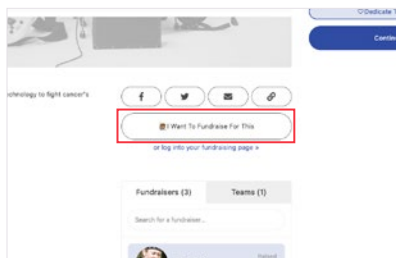 ♡ Dedicate T
Contin
chnology to fight cancer's
I Want To Fundraise For This
or log into your fundraising page »
Fundraisers (3) Teams (1)
Search for a fundraiser...